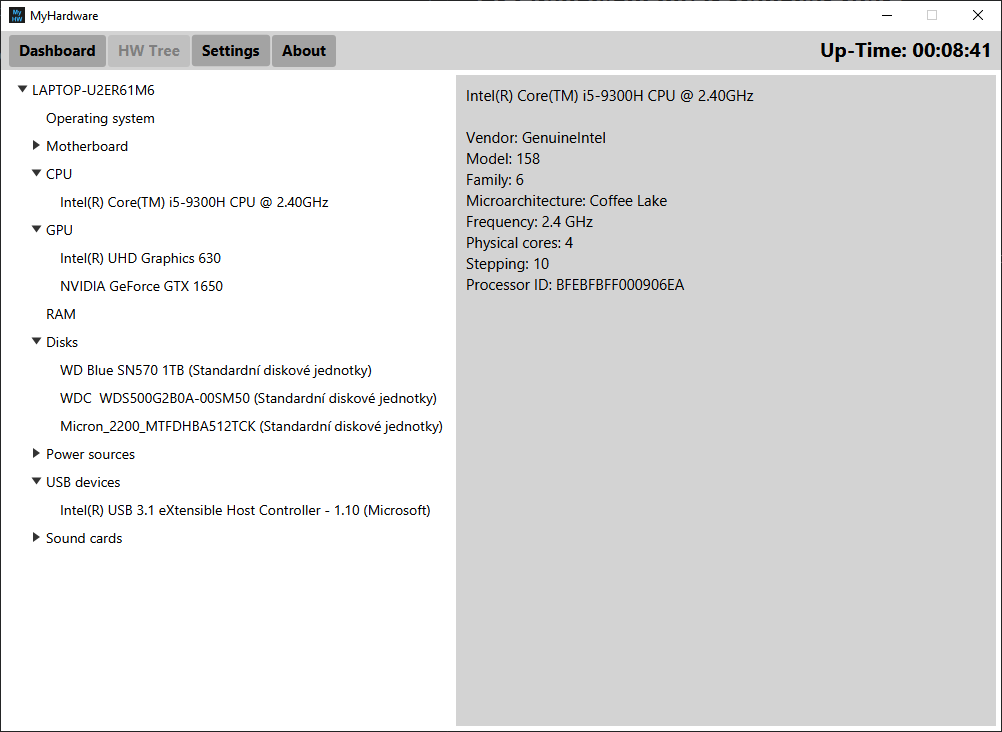 My
HW
MyHardware
Dashboard HW Tree Settings About Up-Time: 00:08:41
LAPTOP-U2ER61M6
Operating system
Motherboard
CPU
Intel(R) Core(TM) i5-9300H CPU @ 2.40GHz
GPU
Intel(R) UHD Graphics 630
NVIDIA GeForce GTX 1650
RAM
Disks
WD Blue SN570 1TB (Standardní diskové jednotky)
WDC  WDS500G2B0A-00SM50 (Standardní diskové jednotky)
Micron_2200_MTFDHBA512TCK (Standardní diskové jednotky)
Power sources
USB devices
Intel(R) USB 3.1 eXtensible Host Controller - 1.10 (Microsoft)
Sound cards
Intel(R) Core(TM) i5-9300H CPU @ 2.40GHz
Vendor: GenuineIntel
Model: 158
Family: 6
Microarchitecture: Coffee Lake
Frequency: 2.4 GHz
Physical cores: 4
Stepping: 10
Processor ID: BFEBFBFF000906EA